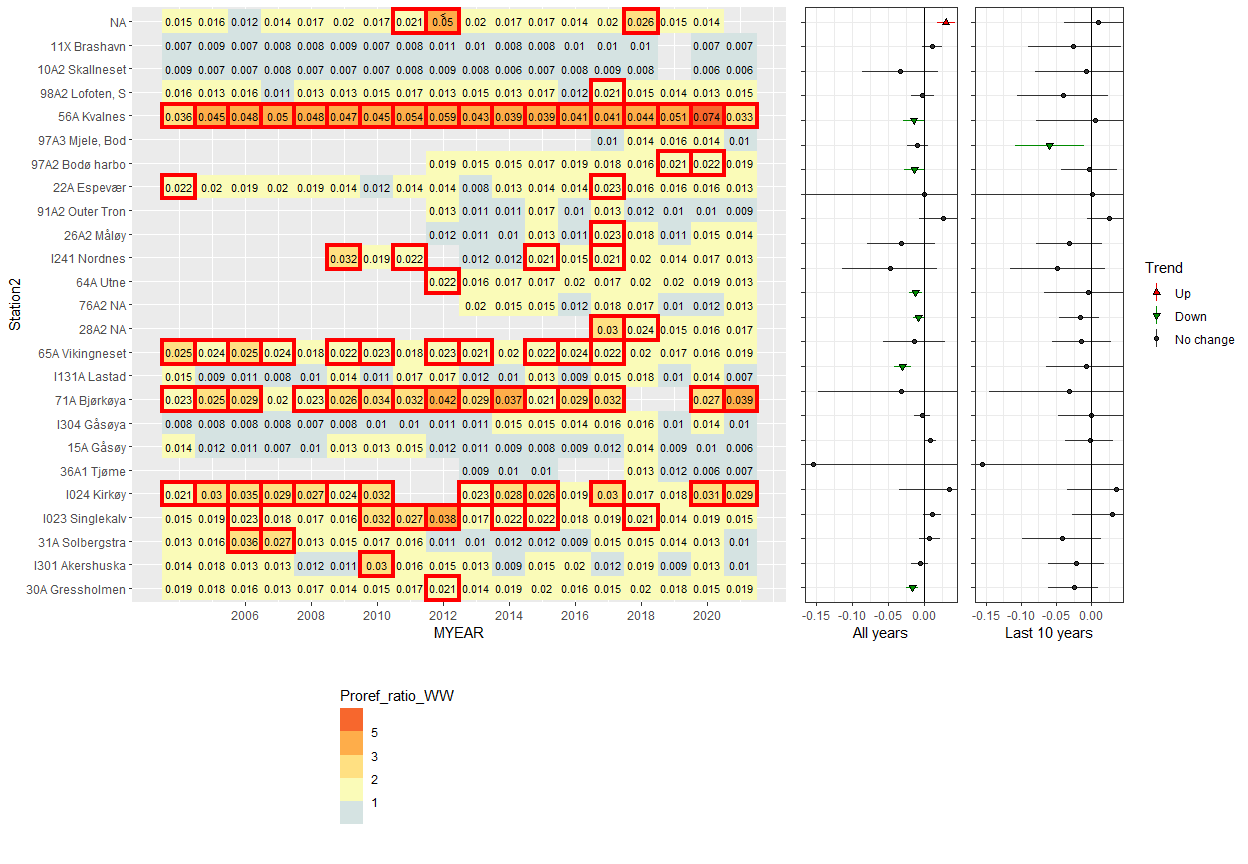 NA 0.015 0.016 0.012 0.014 0.017 0.02 0.017 0.021 < 0.05 0.02 0.017 0.017 0.014 0.02 0.026 0.015 0.014
11X Brashavn 0.007 0.009 0.007 0.008 0.008 0.009 0.007 0.008 0.011 0.01 0.008 0.008 0.01 0.01 0.01 0.007 0.007
10A2 Skallneset 0.009 0.007 0.007 0.008 0.007 0.007 0.007 0.008 0.009 0.008 0.006 0.007 0.008 0.009 0.008 0.006 0.006
98A2 Lofoten, S 0.016 0.013 0.016 0.011 0.013 0.013 0.015 0.017 0.013 0.015 0.013 0.017 0.012 0.021 0.015 0.014 0.013 0.015
56A Kvalnes 0.036 0.045 0.048 0.05 0.048 0.047 0.045 0.054 0.059 0.043 0.039 0.039 0.041 0.041 0.044 0.051 0.074 0.033
97A3 Mjele, Bod 0.01 0.014 0.016 0.014 0.01
97A2 Bodø harbo 0.019 0.015 0.015 0.017 0.019 0.018 0.016 0.021 0.022 0.019
22A Espevær 0.022 0.02 0.019 0.02 0.019 0.014 0.012 0.014 0.014 0.008 0.013 0.014 0.014 0.023 0.016 0.016 0.016 0.013
91A2 Outer Tron 0.013 0.011 0.011 0.017 0.01 0.013 0.012 0.01 0.01 0.009
26A2 Måløy 0.012 0.011 0.01 0.013 0.011 0.023 0.018 0.011 0.015 0.014
I241 Nordnes 0.032 0.019 0.022 0.012 0.012 0.021 0.015 0.021 0.02 0.014 0.017 0.013
64A Utne 0.022 0.016 0.017 0.017 0.02 0.017 0.02 0.02 0.019 0.013
76A2 NA 0.02 0.015 0.015 0.012 0.018 0.017 0.01 0.012 0.013
28A2 NA 0.03 0.024 0.015 0.016 0.017
65A Vikingneset 0.025 0.024 0.025 0.024 0.018 0.022 0.023 0.018 0.023 0.021 0.02 0.022 0.024 0.022 0.02 0.017 0.016 0.019
I131A Lastad 0.015 0.009 0.011 0.008 0.01 0.014 0.011 0.017 0.017 0.012 0.01 0.013 0.009 0.015 0.018 0.01 0.014 0.007
71A Bjørkøya 0.023 0.025 0.029 0.02 0.023 0.026 0.034 0.032 0.042 0.029 0.037 0.021 0.029 0.032 0.027 0.039
I304 Gåsøya 0.008 0.008 0.008 0.008 0.007 0.008 0.01 0.01 0.011 0.011 0.015 0.015 0.014 0.016 0.016 0.01 0.014 0.01
15A Gåsøy 0.014 0.012 0.011 0.007 0.01 0.013 0.013 0.015 0.012 0.011 0.009 0.008 0.009 0.012 0.014 0.009 0.01 0.006
36A1 Tjøme 0.009 0.01 0.01 0.013 0.012 0.006 0.007
I024 Kirkøy 0.021 0.03 0.035 0.029 0.027 0.024 0.032 0.023 0.028 0.026 0.019 0.03 0.017 0.018 0.031 0.029
I023 Singlekalv 0.015 0.019 0.023 0.018 0.017 0.016 0.032 0.027 0.038 0.017 0.022 0.022 0.018 0.019 0.021 0.014 0.019 0.015
31A Solbergstra 0.013 0.016 0.036 0.027 0.013 0.015 0.017 0.016 0.011 0.01 0.012 0.012 0.009 0.015 0.015 0.014 0.013 0.01
I301 Akershuska 0.014 0.018 0.013 0.013 0.012 0.011 0.03 0.014 0.017 0.013 0.009 0.015 0.02 0.012 0.019 0.009 0.013 0.01
30A Gressholmen 0.019 0.018 0.016 0.013 0.017 0.014 0.015 0.017 0.021 0.014 0.019 0.02 0.016 0.015 0.02 0.018 0.015 0.019
Station2
2006 2008 2010 2012 2014 2016 2018 2020
MYEAR
-0.15 -0.10 -0.05 0.00
All years
-0.15 -0.10 -0.05 0.00
Last 10 years
Trend
Up
Down
No change
Proref_ratio_WW
5
3
2
1